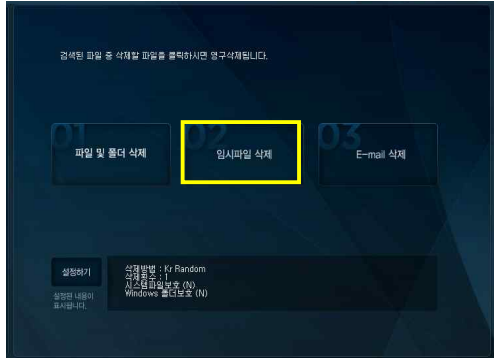 검색된 파일 중 삭제할 파일을 클릭하시면 영구삭제됩니다.
01
파일 및 폴더 삭제
02
임시파일 삭제
03
E-mail 삭제
설정하기
삭제방법 : Kr Random
삭제횟수 : 1
시스템파일보호 (N)
Windows 폴더보호 (N)
설정된 내용이
표시됩니다.